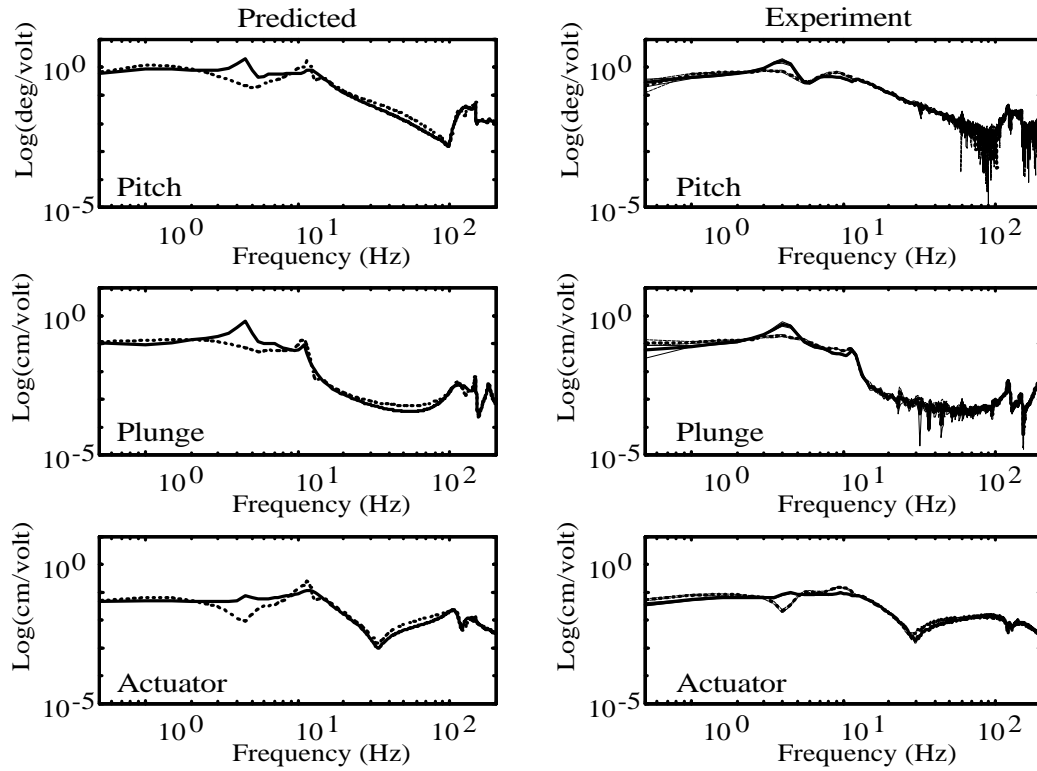 Predicted
Log(deg/volt)
10^0
10^-5
Pitch
10^0 10^1 10^2
Frequency (Hz)
Log(cm/volt)
10^0
10^-5
Plunge
10^0 10^1 10^2
Frequency (Hz)
Log(cm/volt)
10^0
10^-5
Actuator
10^0 10^1 10^2
Frequency (Hz)
Experiment
Log(deg/volt)
10^0
10^-5
Pitch
10^0 10^1 10^2
Frequency (Hz)
Log(cm/volt)
10^0
10^-5
Plunge
10^0 10^1 10^2
Frequency (Hz)
Log(cm/volt)
10^0
10^-5
Actuator
10^0 10^1 10^2
Frequency (Hz)